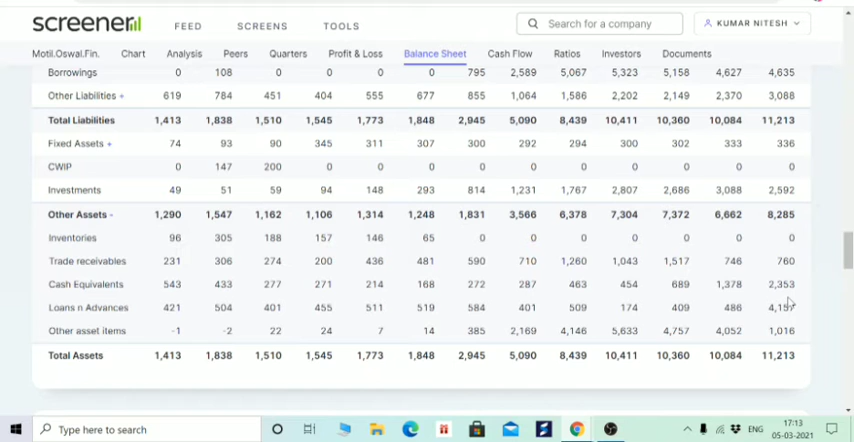 screener
FEED SCREENS TOOLS
Search for a company
KUMAR NITESH
Motil.Oswal.Fin. Chart Analysis Peers Quarters Profit & Loss Balance Sheet Cash Flow Ratios Investors Documents
Borrowings 0 108 0 0 0 0 795 2,589 5,067 5,323 5,158 4,627 4,635
Other Liabilities + 619 784 451 404 555 677 855 1,064 1,586 2,202 2,149 2,370 3,088
Total Liabilities 1,413 1,838 1,510 1,545 1,773 1,848 2,945 5,090 8,439 10,411 10,360 10,084 11,213
Fixed Assets + 74 93 90 345 311 307 300 292 294 300 302 333 336
CWIP 0 147 200 0 0 0 0 0 0 0 0 0 0
Investments 49 51 59 94 148 293 814 1,231 1,767 2,807 2,686 3,088 2,592
Other Assets - 1,290 1,547 1,162 1,106 1,314 1,248 1,831 3,566 6,378 7,304 7,372 6,662 8,285
Inventories 96 305 188 157 146 65 0 0 0 0 0 0 0
Trade receivables 231 306 274 200 436 481 590 710 1,260 1,043 1,517 746 760
Cash Equivalents 543 433 277 271 214 168 272 287 463 454 689 1,378 2,353
Loans n Advances 421 504 401 455 511 519 584 401 509 174 409 486 4,157
Other asset items -1 -2 22 24 7 14 385 2,169 4,146 5,633 4,757 4,052 1,016
Total Assets 1,413 1,838 1,510 1,545 1,773 1,848 2,945 5,090 8,439 10,411 10,360 10,084 11,213
Type here to search
ENG
17:13
05-03-2021